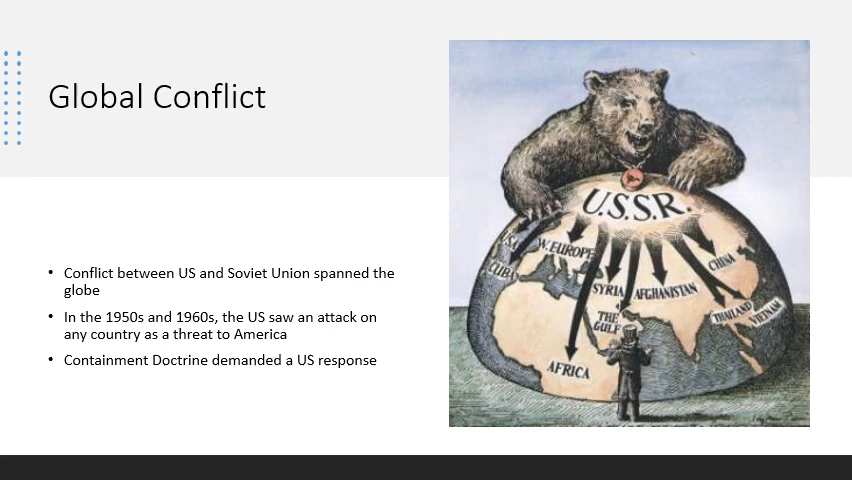 Global Conflict
• Conflict between US and Soviet Union spanned the
globe
• In the 1950s and 1960s, the US saw an attack on
any country as a threat to America
• Containment Doctrine demanded a US response
U.S.S.R.
USA
W. EUROPE
CUBA
SYRIA
AFGHANISTAN
CHINA
THE
GULF
THAILAND
VIETNAM
AFRICA